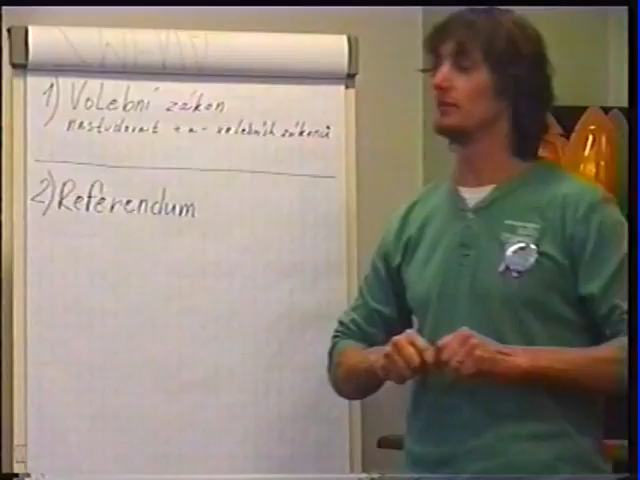 1) Volební zákon
nastudovat + a - volebních zákonů
2) Referendum